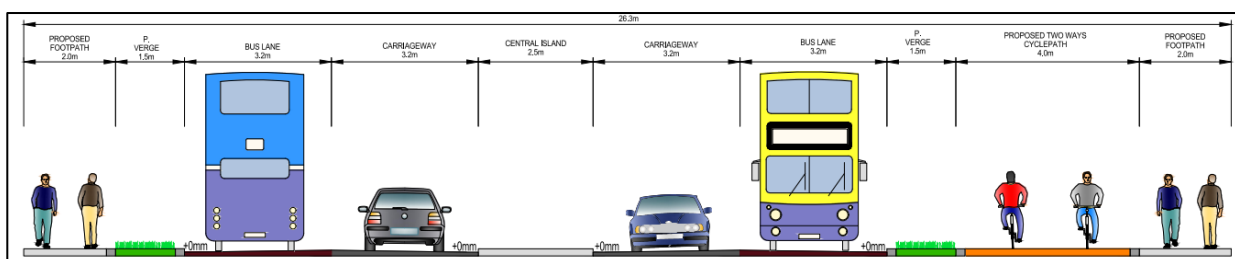 26.3m
PROPOSED
FOOTPATH
2.0m
P.
VERGE
1.5m
BUS LANE
3.2m
CARRIAGEWAY
3.2m
CENTRAL ISLAND
2,5m
CARRIAGEWAY
3.2m
BUS LANE
3.2m
P.
VERGE
1.5m
PROPOSED TWO WAYS
CYCLEPATH
4.0m
PROPOSED
FOOTPATH
2.0m
+0mm
+0mm
+0mm
+0mm